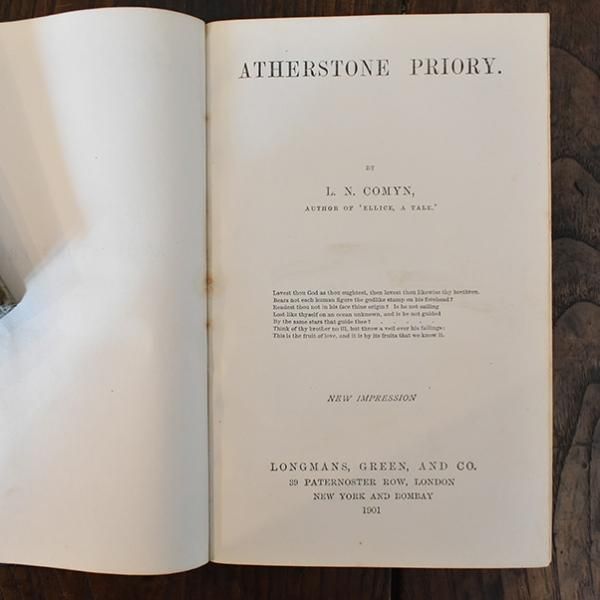 ATHERSTONE PRIORY.
BY
L. N. COMYN,
AUTHOR OF 'ELLICE, A TALE.'
Lovest thou God as thou oughtest, then lovest thou likewise thy brethren.
Bears not each human figure the godlike stamp on his forehead?
Readest thou not in his face thine origin? Is he not sailing
Lost like thyself on an ocean unknown, and is he not guided
By the same stars that guide thee? . . . . .
Think of thy brother no ill, but throw a veil over his failings:
This is the fruit of love, and it is by its fruits that we know it.
NEW IMPRESSION
LONGMANS, GREEN, AND CO.
39 PATERNOSTER ROW, LONDON
NEW YORK AND BOMBAY
1901